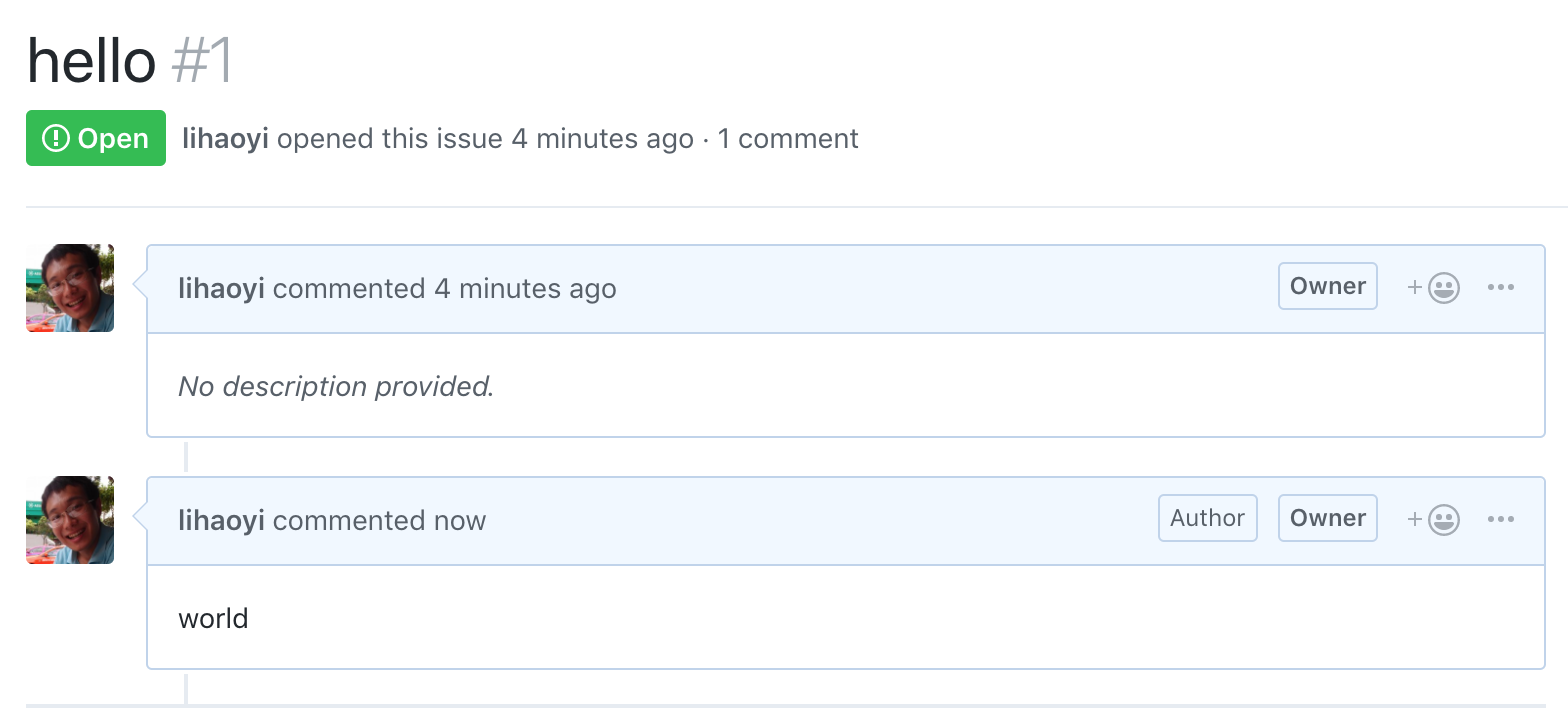 hello #1
Open lihaoyi opened this issue 4 minutes ago · 1 comment
lihaoyi commented 4 minutes ago Owner
No description provided.
lihaoyi commented now Author Owner
world